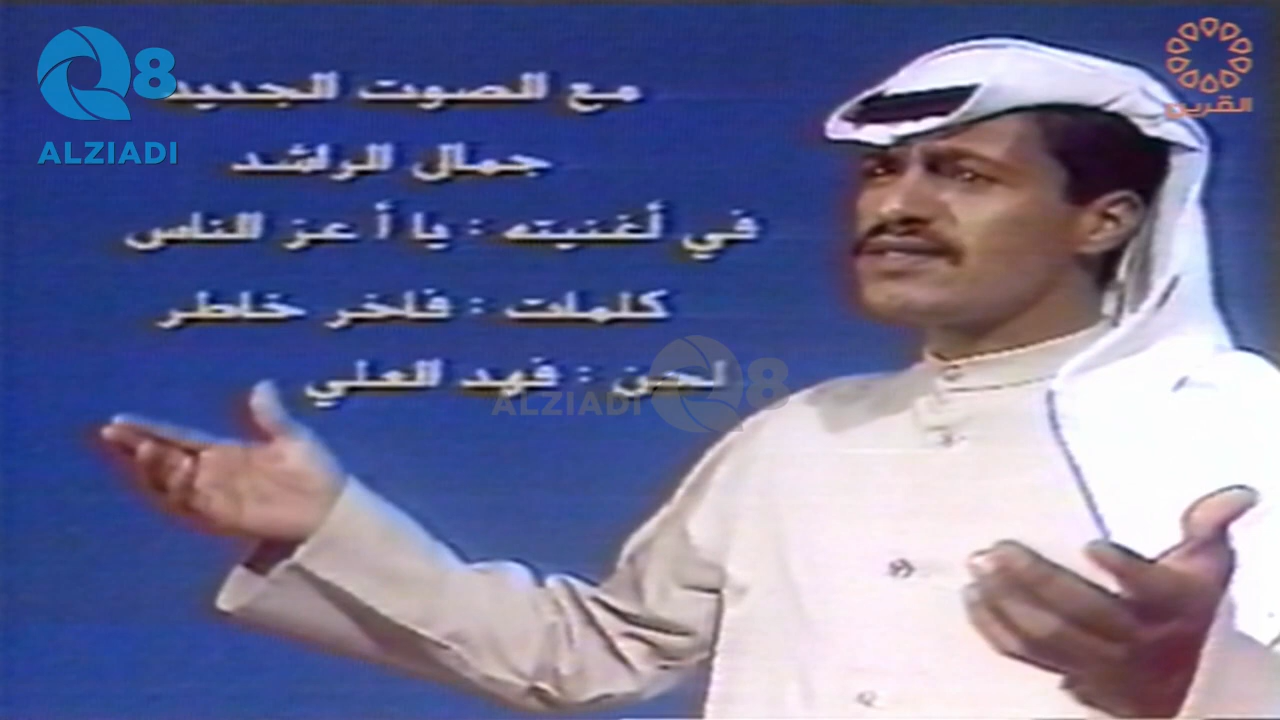 Q8
ALZIADI
القرين
مع الصوت الجديد
جمال الراشد
في أغنيته : يا أ عز الناس
كلمات : فاخر خاطر
لحن : فهد العلي
ALZIADI Q8